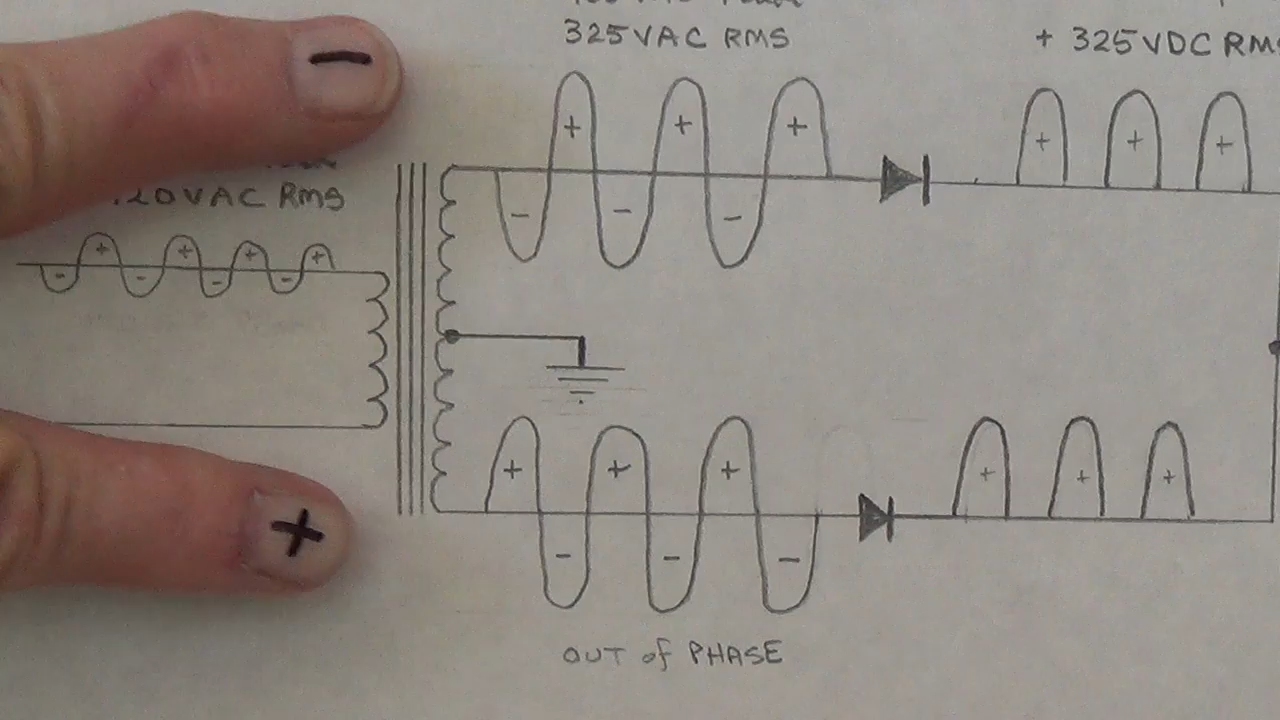 325VAC RMS
+ 325VDC RM
20VAC RMS
OUT of PHASE